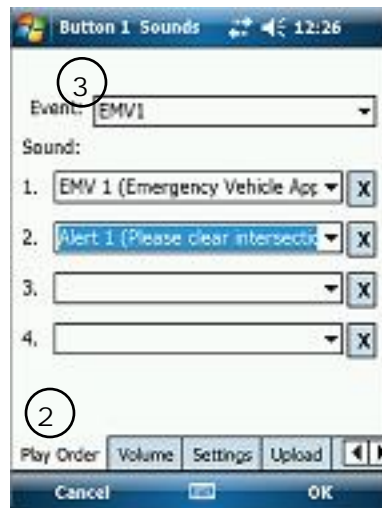 Button 1 Sounds 12:26
3
Event: EMV1
Sound:
1. EMV 1 (Emergency Vehicle App X
2. Alert 1 (Please clear intersectic X
3. X
4. X
2
Play Order Volume Settings Upload
Cancel OK